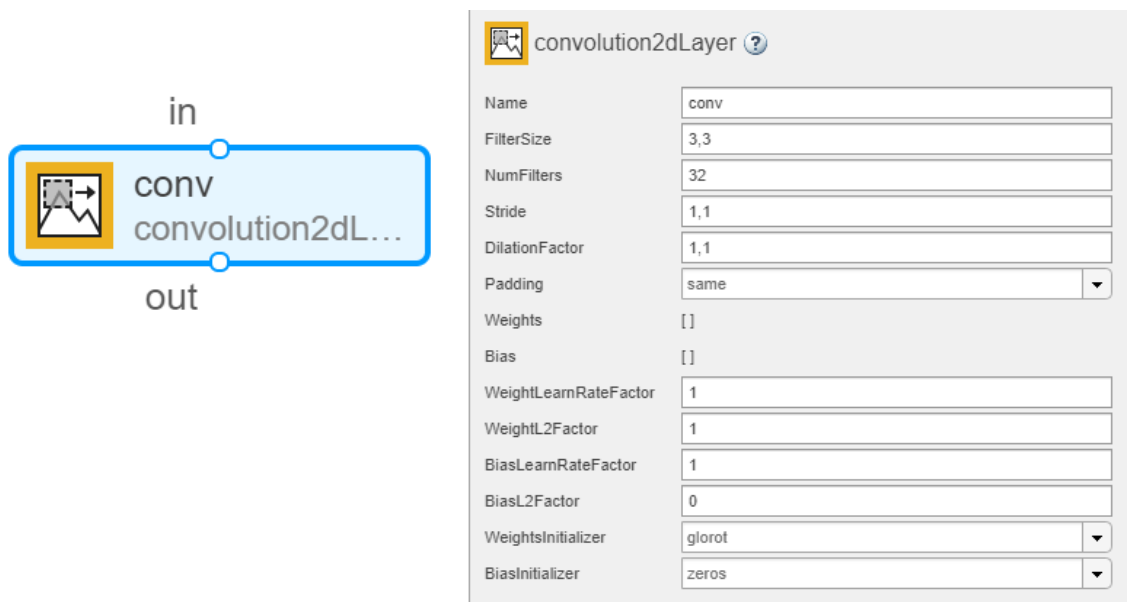 in
conv
convolution2dL...
out
convolution2dLayer ?
Name conv
FilterSize 3,3
NumFilters 32
Stride 1,1
DilationFactor 1,1
Padding same
Weights []
Bias []
WeightLearnRateFactor 1
WeightL2Factor 1
BiasLearnRateFactor 1
BiasL2Factor 0
WeightsInitializer glorot
BiasInitializer zeros